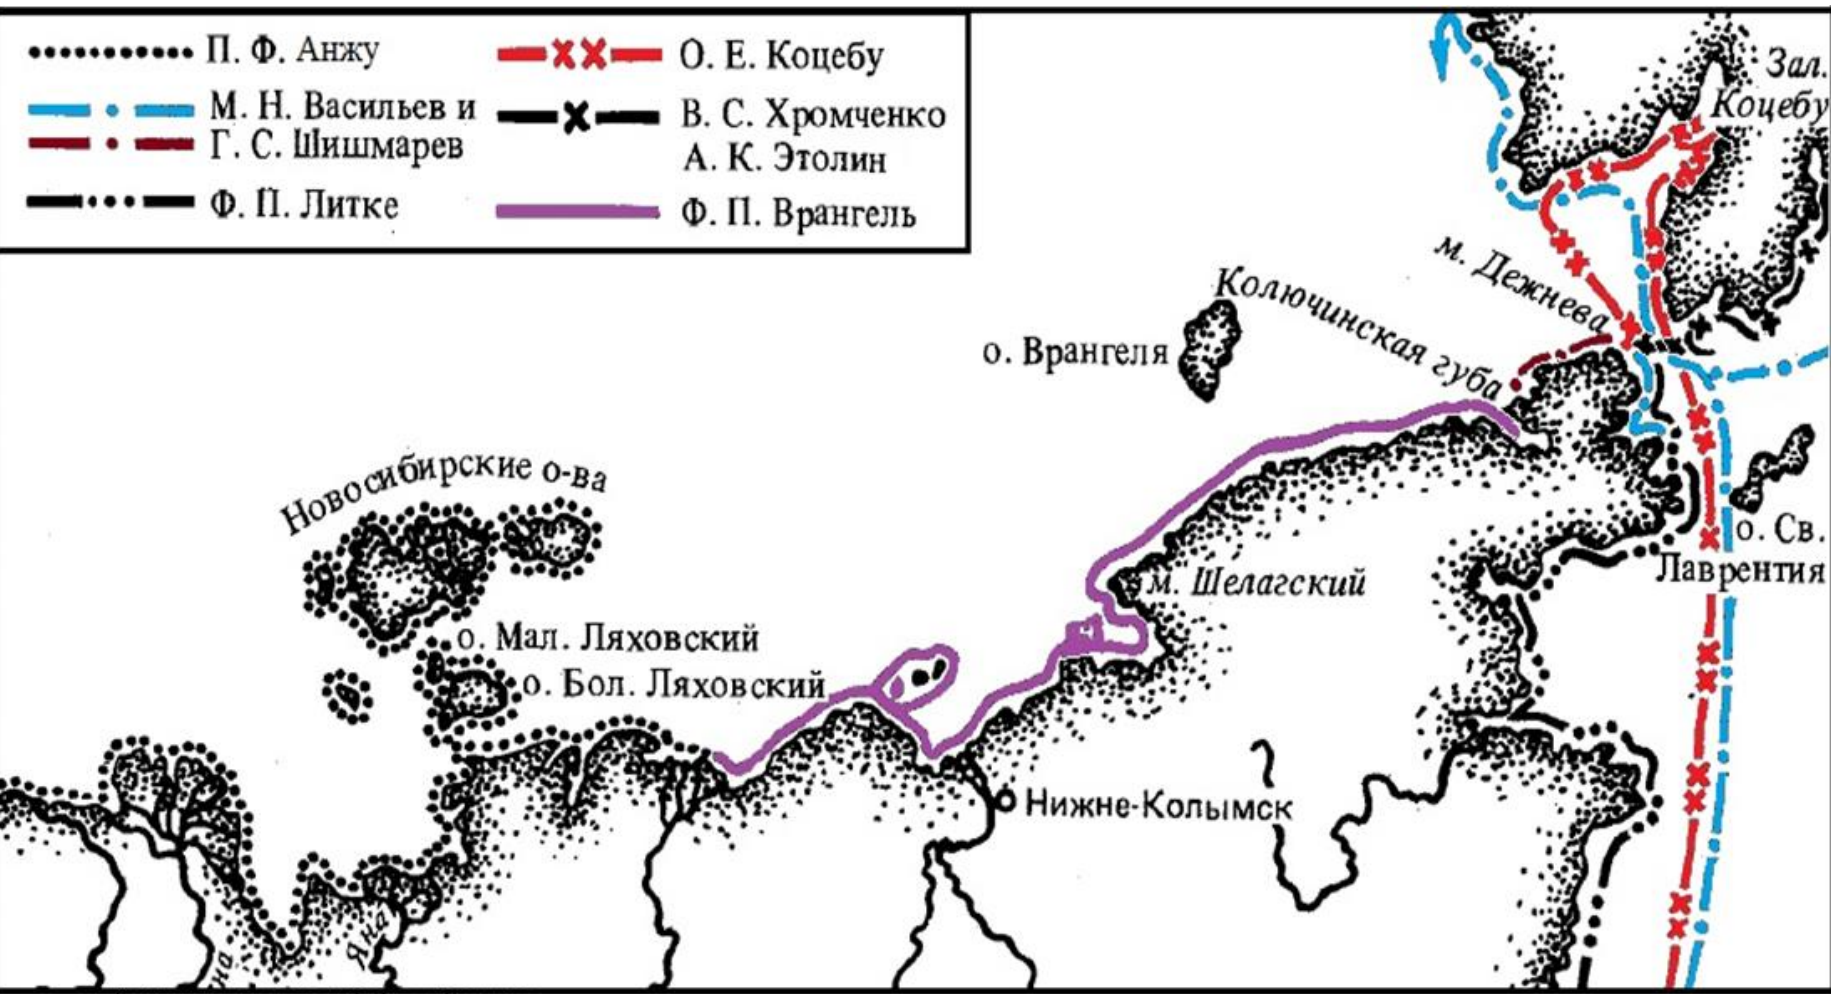 П. Ф. Анжу
М. Н. Васильев и
Г. С. Шишмарев
Ф. П. Литке
О. Е. Коцебу
В. С. Хромченко
А. К. Этолин
Ф. П. Врангель
Зал.
Коцебу
м. Дежнева
Колючинская губа
о. Врангеля
Новосибирские о-ва
о. Св.
Лаврентия
м. Шелагский
о. Мал. Ляховский
о. Бол. Ляховский
Нижне-Колымск
Яна